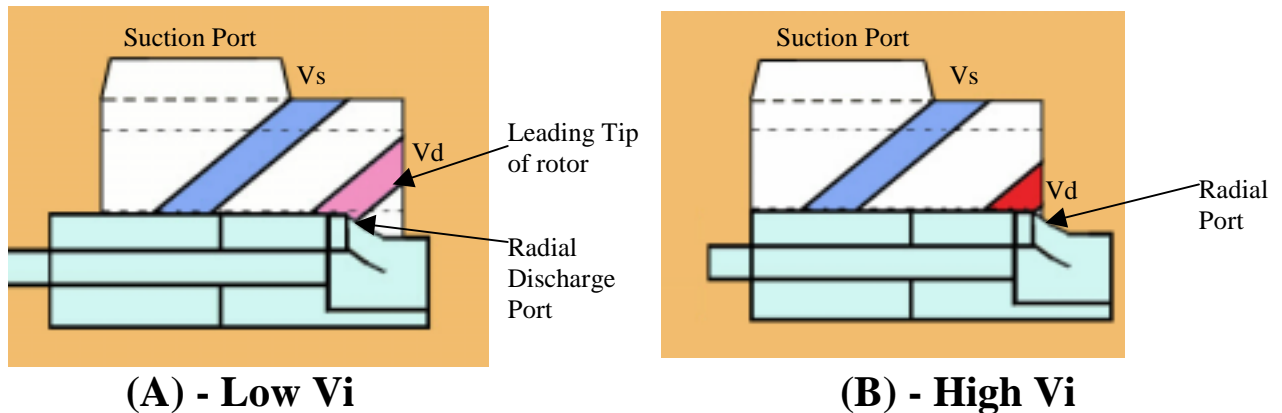 Suction Port
Vs
Leading Tip
of rotor
Vd
Radial
Discharge
Port
(A) - Low Vi
Suction Port
Vs
Vd
Radial
Port
(B) - High Vi